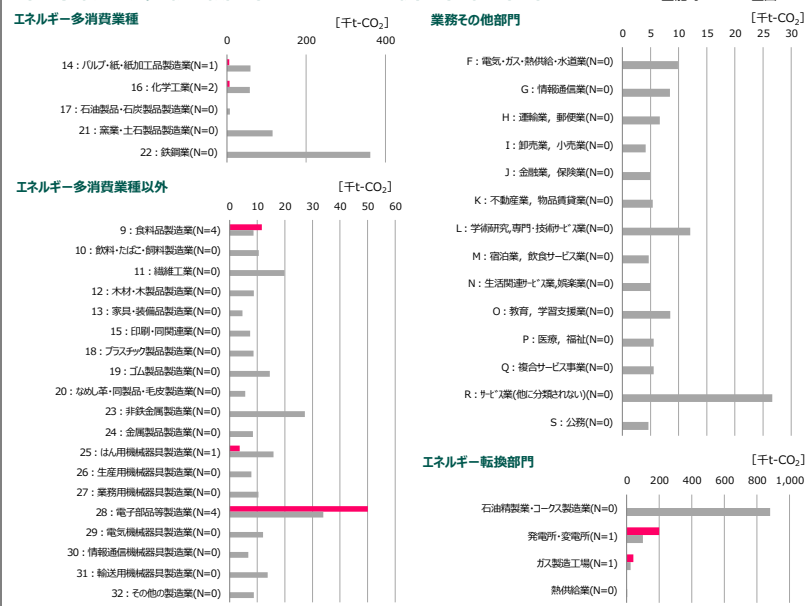 エネルギー多消費業種
[千t-CO2]
0 200 400
14:パルプ・紙・紙加工品製造業(N=1)
16:化学工業(N=2)
17:石油製品・石炭製品製造業(N=0)
21:窯業・土石製品製造業(N=0)
22:鉄鋼業(N=0)
エネルギー多消費業種以外
[千t-CO2]
0 10 20 30 40 50 60
9:食料品製造業(N=4)
10:飲料・たばこ・飼料製造業(N=0)
11:繊維工業(N=0)
12:木材・木製品製造業(N=0)
13:家具・装備品製造業(N=0)
15:印刷・同関連業(N=0)
18:プラスチック製品製造業(N=0)
19:ゴム製品製造業(N=0)
20:なめし革・同製品・毛皮製造業(N=0)
23:非鉄金属製造業(N=0)
24:金属製品製造業(N=0)
25:はん用機械器具製造業(N=1)
26:生産用機械器具製造業(N=0)
27:業務用機械器具製造業(N=0)
28:電子部品等製造業(N=4)
29:電気機械器具製造業(N=0)
30:情報通信機械器具製造業(N=0)
31:輸送用機械器具製造業(N=0)
32:その他の製造業(N=0)
業務その他部門
[千t-CO2]
0 5 10 15 20 25 30
F:電気・ガス・熱供給・水道業(N=0)
G:情報通信業(N=0)
H:運輸業，郵便業(N=0)
I:卸売業，小売業(N=0)
J:金融業，保険業(N=0)
K:不動産業，物品賃貸業(N=0)
L:学術研究,専門・技術サービス業(N=0)
M:宿泊業，飲食サービス業(N=0)
N:生活関連サービス業,娯楽業(N=0)
O:教育，学習支援業(N=0)
P:医療，福祉(N=0)
Q:複合サービス事業(N=0)
R:サービス業(他に分類されない)(N=0)
S:公務(N=0)
エネルギー転換部門
[千t-CO2]
0 200 400 600 800 1,000
石油精製業・コークス製造業(N=0)
発電所・変電所(N=1)
ガス製造工場(N=1)
熱供給業(N=0)